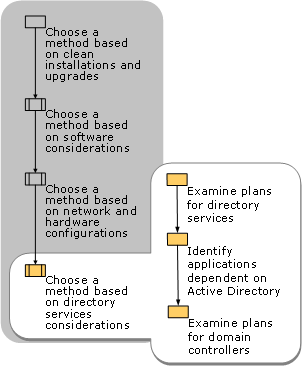 Choose a
method based
on clean
installations and
upgrades
Choose a
method based
on software
considerations
Choose a
method based
on network and
hardware
configurations
Choose a
method based
on directory
services
considerations
Examine plans
for directory
services
Identify
applications
dependent on
Active Directory
Examine plans
for domain
controllers